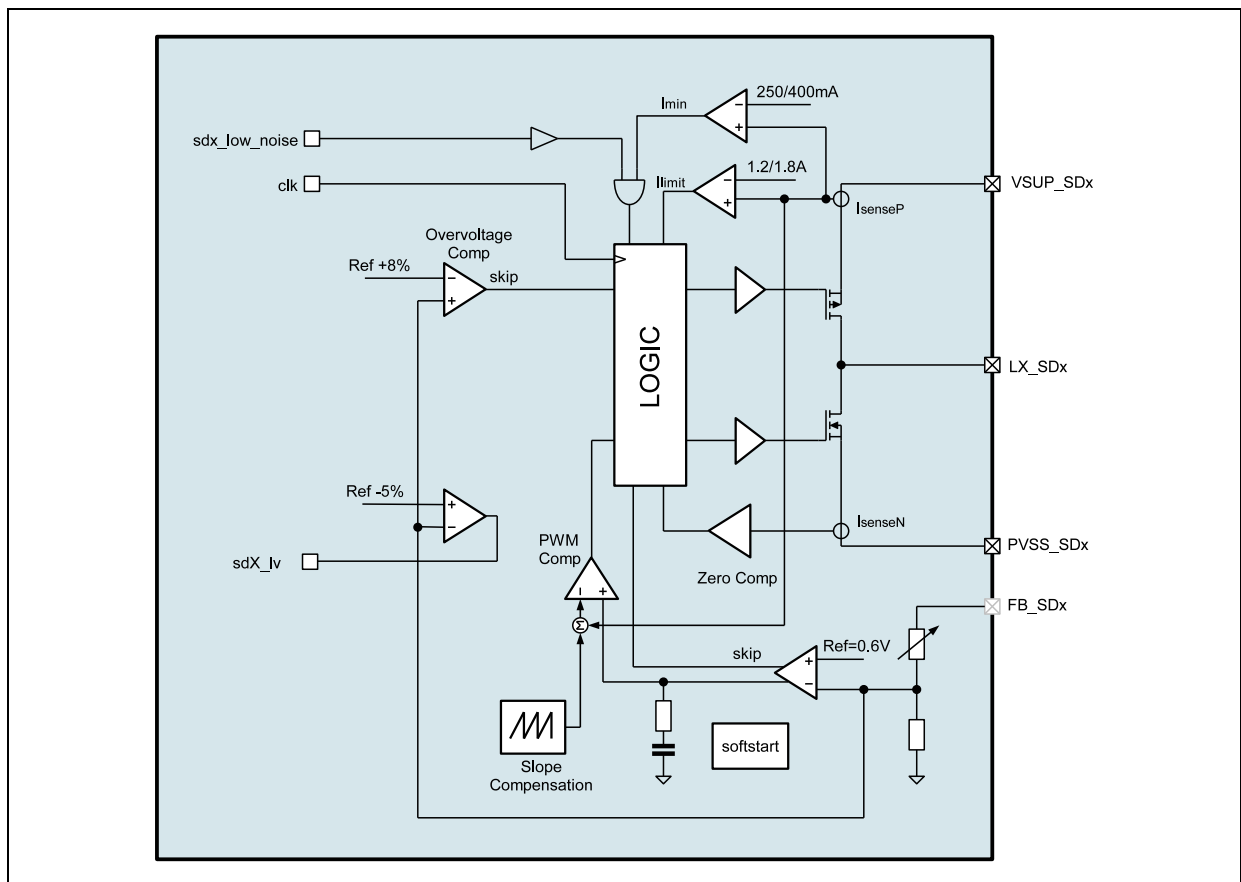 250/400mA
Imin
sdx_low_noise
1.2/1.8A
clk
Ilimit
VSUP_SDx
IsenseP
Overvoltage
Comp
Ref +8%
skip
−
+
−
+
−
+
LOGIC
LX_SDx
Ref -5%
+
−
IsenseN
PWM
Comp
PVSS_SDx
sdX_lv
Zero Comp
− +
FB_SDx
Σ
Ref=0.6V
skip
+
−
softstart
Slope
Compensation